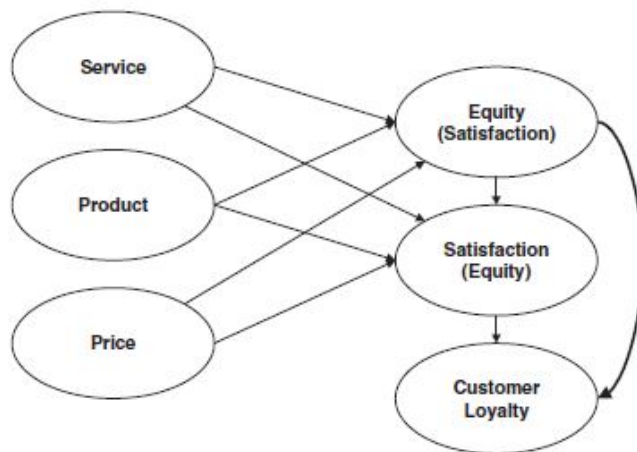 Service
Equity
(Satisfaction)
Product
Satisfaction
(Equity)
Price
Customer
Loyalty